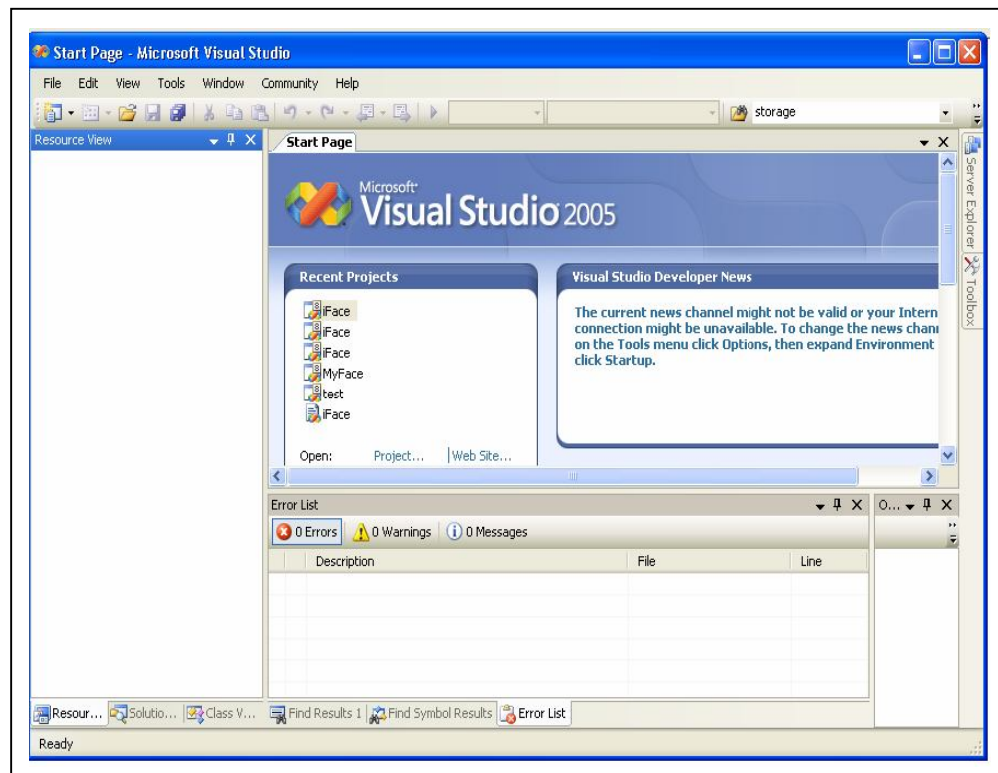 Start Page - Microsoft Visual Studio
File Edit View Tools Window Community Help
storage
Resource View
Start Page
Microsoft
Visual Studio 2005
Recent Projects
iFace
iFace
iFace
MyFace
test
iFace
Open: Project... Web Site...
Visual Studio Developer News
The current news channel might not be valid or your Intern
connection might be unavailable. To change the news chann
on the Tools menu click Options, then expand Environment
click Startup.
Server Explorer
Toolbox
Error List
O...
0 Errors 0 Warnings 0 Messages
Description File Line
Resour... Solutio... Class V...
Find Results 1 Find Symbol Results Error List
Ready